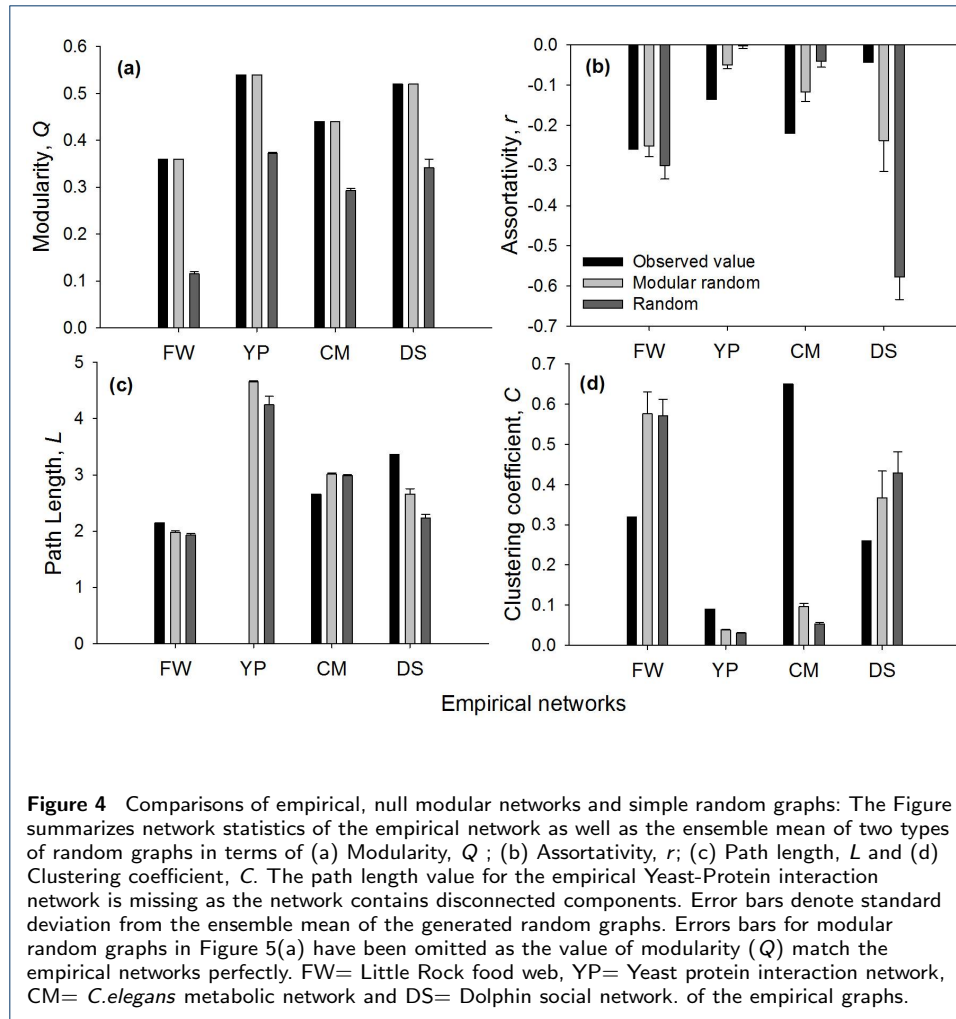 (a)
Modularity, Q
0.6
0.5
0.4
0.3
0.2
0.1
0.0
FW YP CM DS
(b)
Assortativity, r
0.0
-0.1
-0.2
-0.3
-0.4
-0.5
-0.6
-0.7
Observed value
Modular random
Random
FW YP CM DS
(c)
Path Length, L
5
4
3
2
1
0
FW YP CM DS
(d)
Clustering coefficient, C
0.7
0.6
0.5
0.4
0.3
0.2
0.1
0.0
FW YP CM DS
Empirical networks
Figure 4 Comparisons of empirical, null modular networks and simple random graphs: The Figure
summarizes network statistics of the empirical network as well as the ensemble mean of two types
of random graphs in terms of (a) Modularity, Q ; (b) Assortativity, r; (c) Path length, L and (d)
Clustering coefficient, C. The path length value for the empirical Yeast-Protein interaction
network is missing as the network contains disconnected components. Error bars denote standard
deviation from the ensemble mean of the generated random graphs. Errors bars for modular
random graphs in Figure 5(a) have been omitted as the value of modularity (Q) match the
empirical networks perfectly. FW= Little Rock food web, YP= Yeast protein interaction network,
CM= C.elegans metabolic network and DS= Dolphin social network. of the empirical graphs.